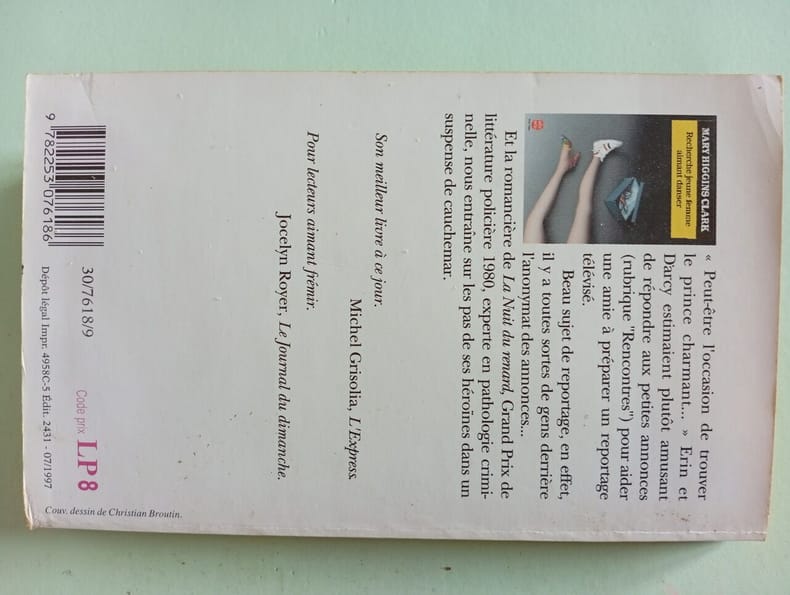 MARY HIGGINS CLARK
Recherche jeune femme
aimant danser
« Peut-être l'occasion de trouver
le prince charmant... » Erin et
Darcy estimaient plutôt amusant
de répondre aux petites annonces
(rubrique "Rencontres") pour aider
une amie à préparer un reportage
télévisé.
Beau sujet de reportage, en effet,
il y a toutes sortes de gens derrière
l'anonymat des annonces...
Et la romancière de La Nuit du renard, Grand Prix de
littérature policière 1980, experte en pathologie crimi-
nelle, nous entraîne sur les pas de ses héroïnes dans un
suspense de cauchemar.
Son meilleur livre à ce jour.
Michel Grisolia, L'Express.
Pour lecteurs aimant frémir.
Jocelyn Royer, Le Journal du dimanche.
9 782253 076186
30/7618/9
Code prix LP8
Dépôt légal Impr. 4958C-5 Édit. 2431 - 07/1997
Couv. dessin de Christian Broutin.